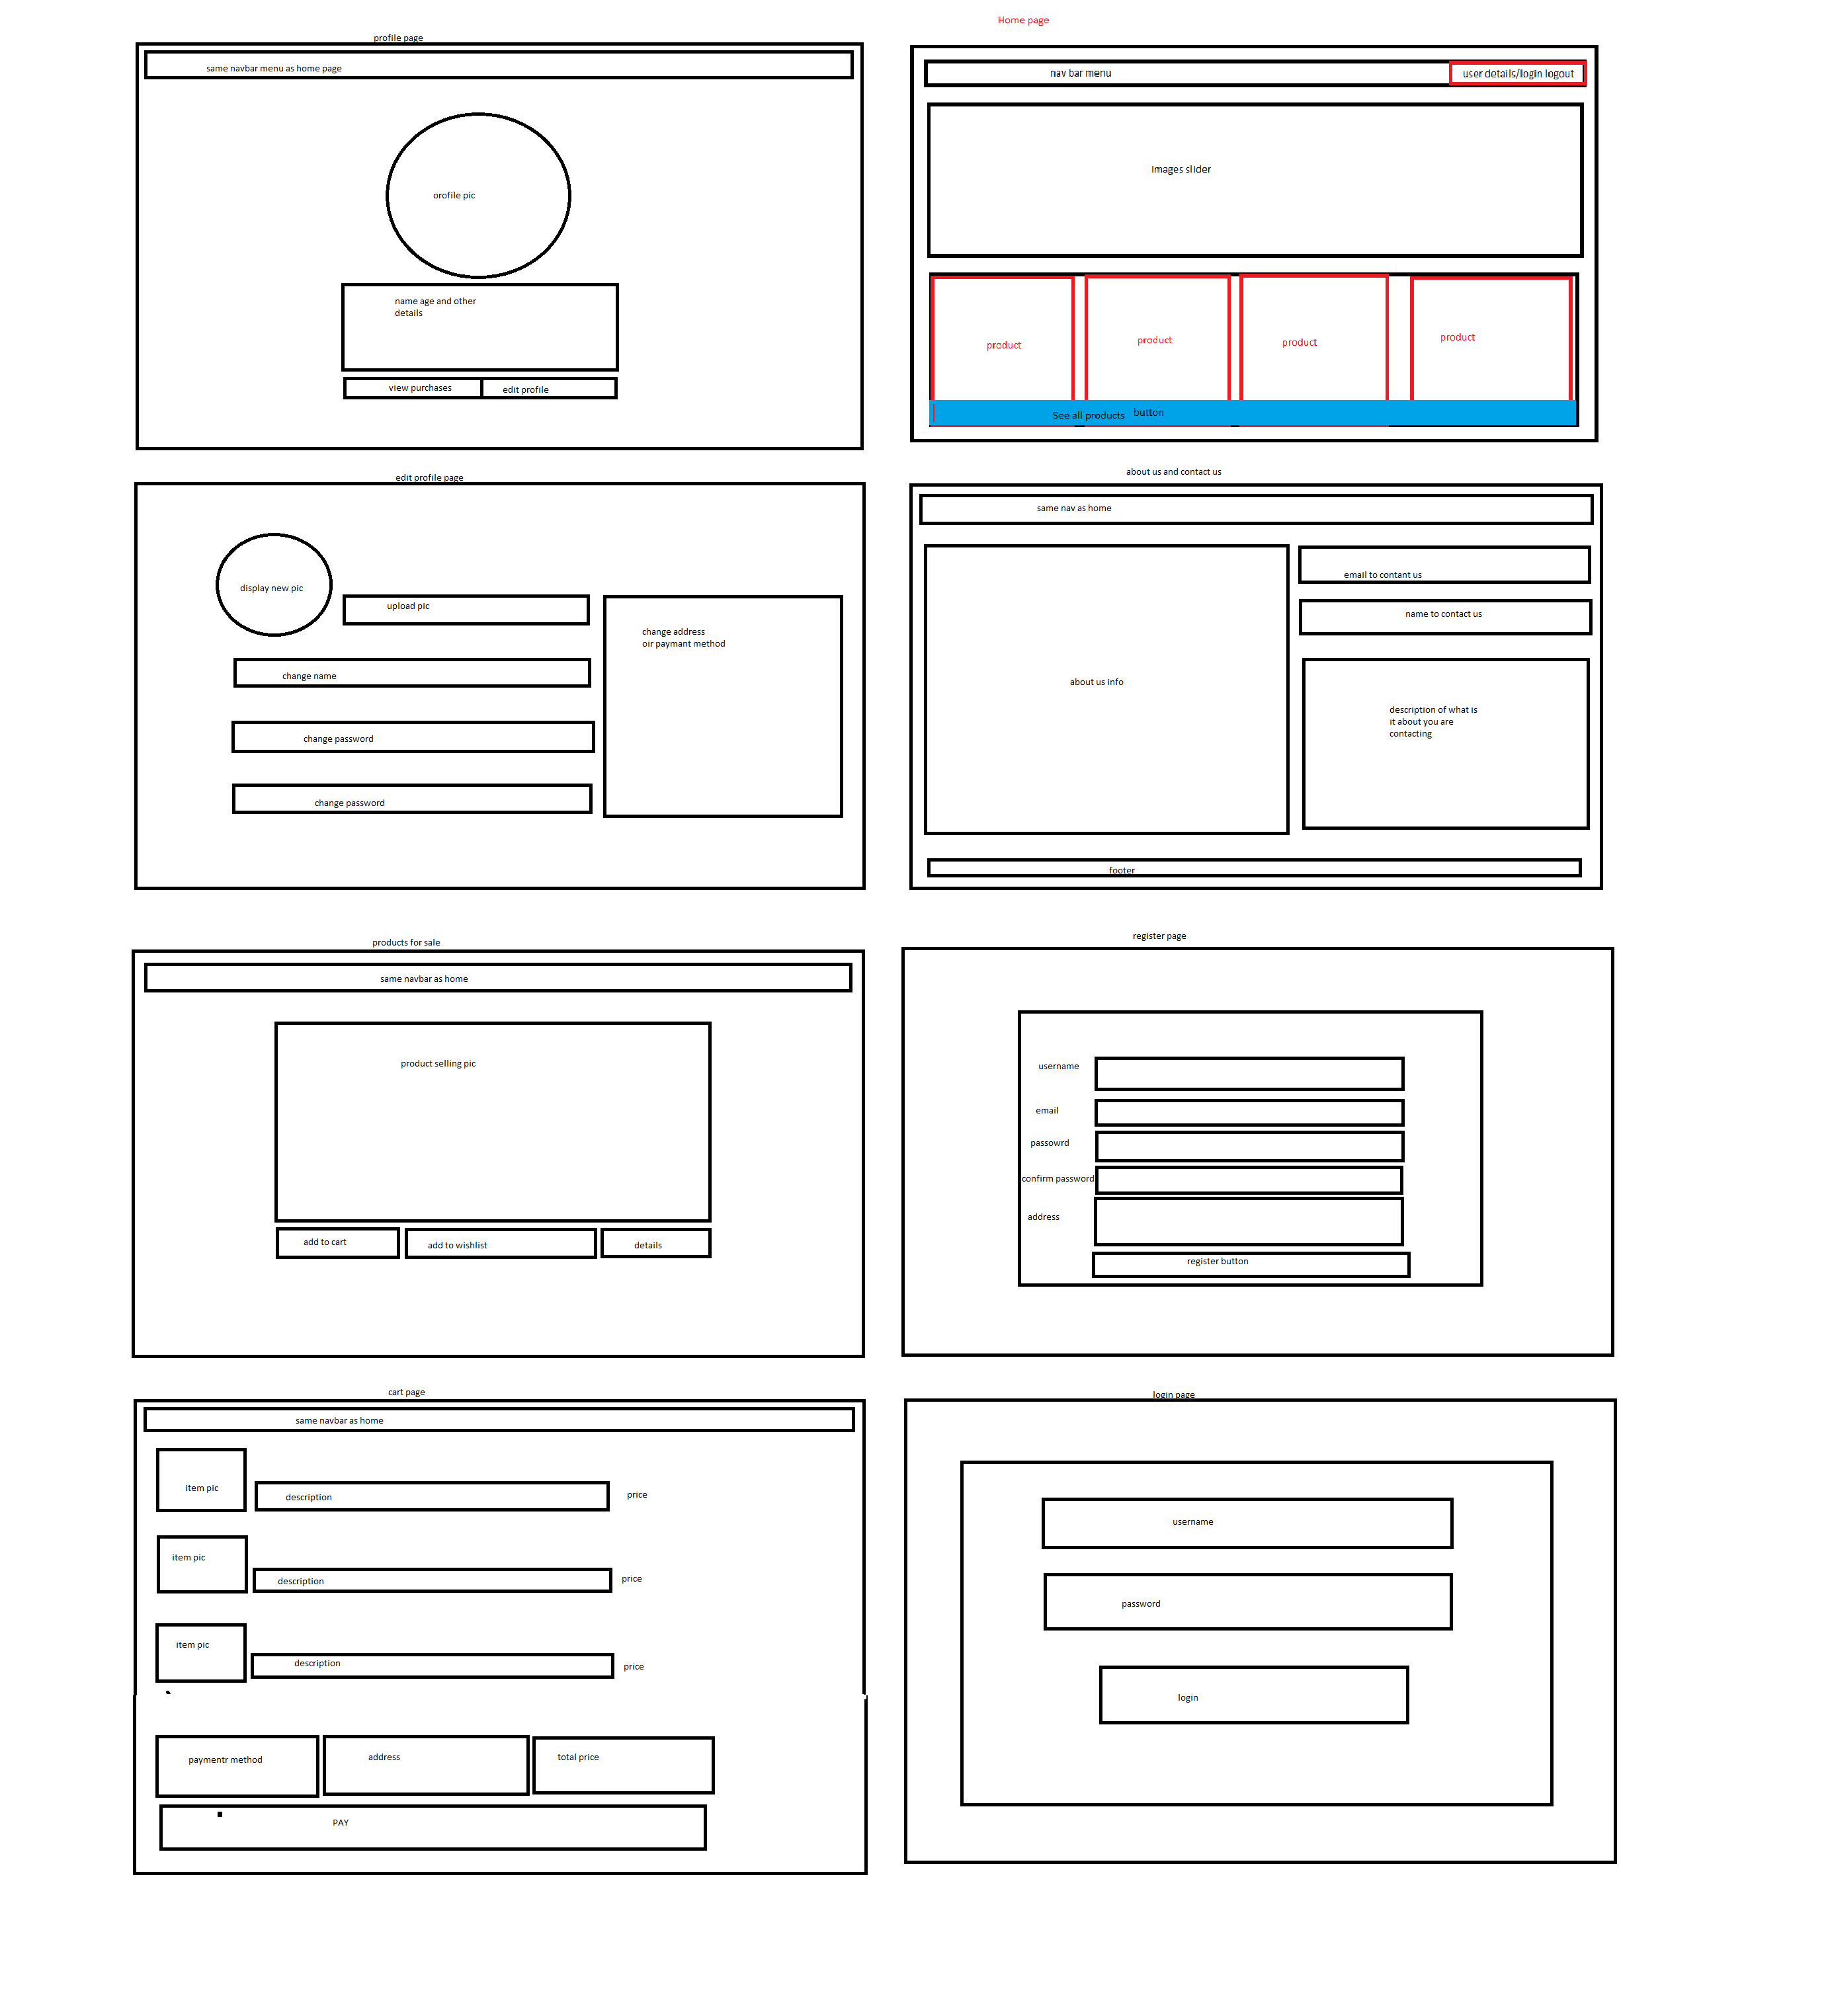 Home page
profile page
same navbar menu as home page
orofile pic
name age and other
details
view purchases
edit profile
nav bar menu
user details/login logout
Images slider
product
product
product
product
See all products
button
edit profile page
display new pic
upload pic
change address
oir paymant method
change name
change password
change password
about us and contact us
same nav as home
email to contant us
name to contact us
about us info
description of what is
it about you are
contacting
footer
products for sale
same navbar as home
product selling pic
add to cart
add to wishlist
details
register page
username
email
passowrd
confirm password
address
register button
cart page
same navbar as home
item pic
description
price
item pic
description
price
item pic
description
price
paymentr method
address
total price
PAY
login page
username
password
login